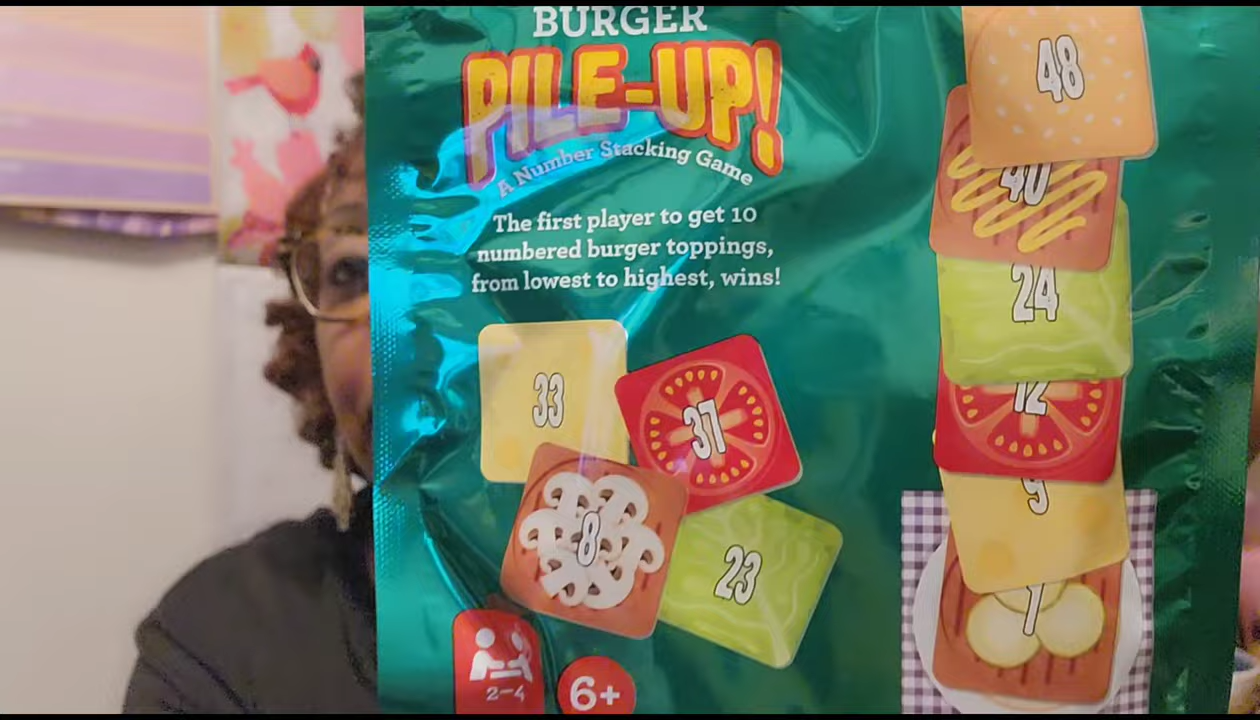 BURGER
PILE-UP!
A Number Stacking Game
The first player to get 10
numbered burger toppings,
from lowest to highest, wins!
33
37
8
23
2-4
6+
48
40
24
12
9
1